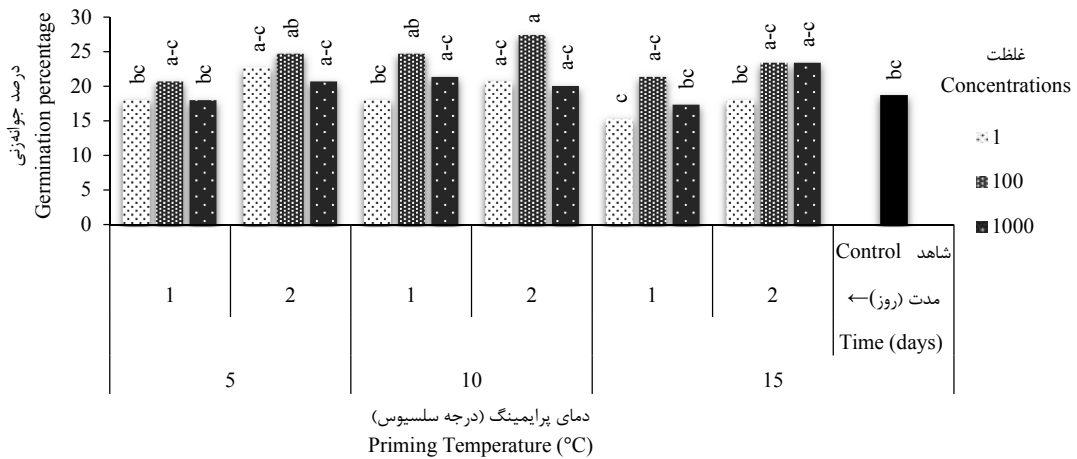 درصد جوانه‌زنی
Germination percentage
30
25
20
15
10
5
0
bc a-c bc a-c ab a-c bc ab a-c a-c a a-c c a-c bc bc a-c a-c bc
غلظت
Concentrations
1
100
1000
Control شاهد
1 2 1 2 1 2 مدت (روز)←
Time (days)
5 10 15
دمای پرایمینگ (درجه سلسیوس)
Priming Temperature (°C)